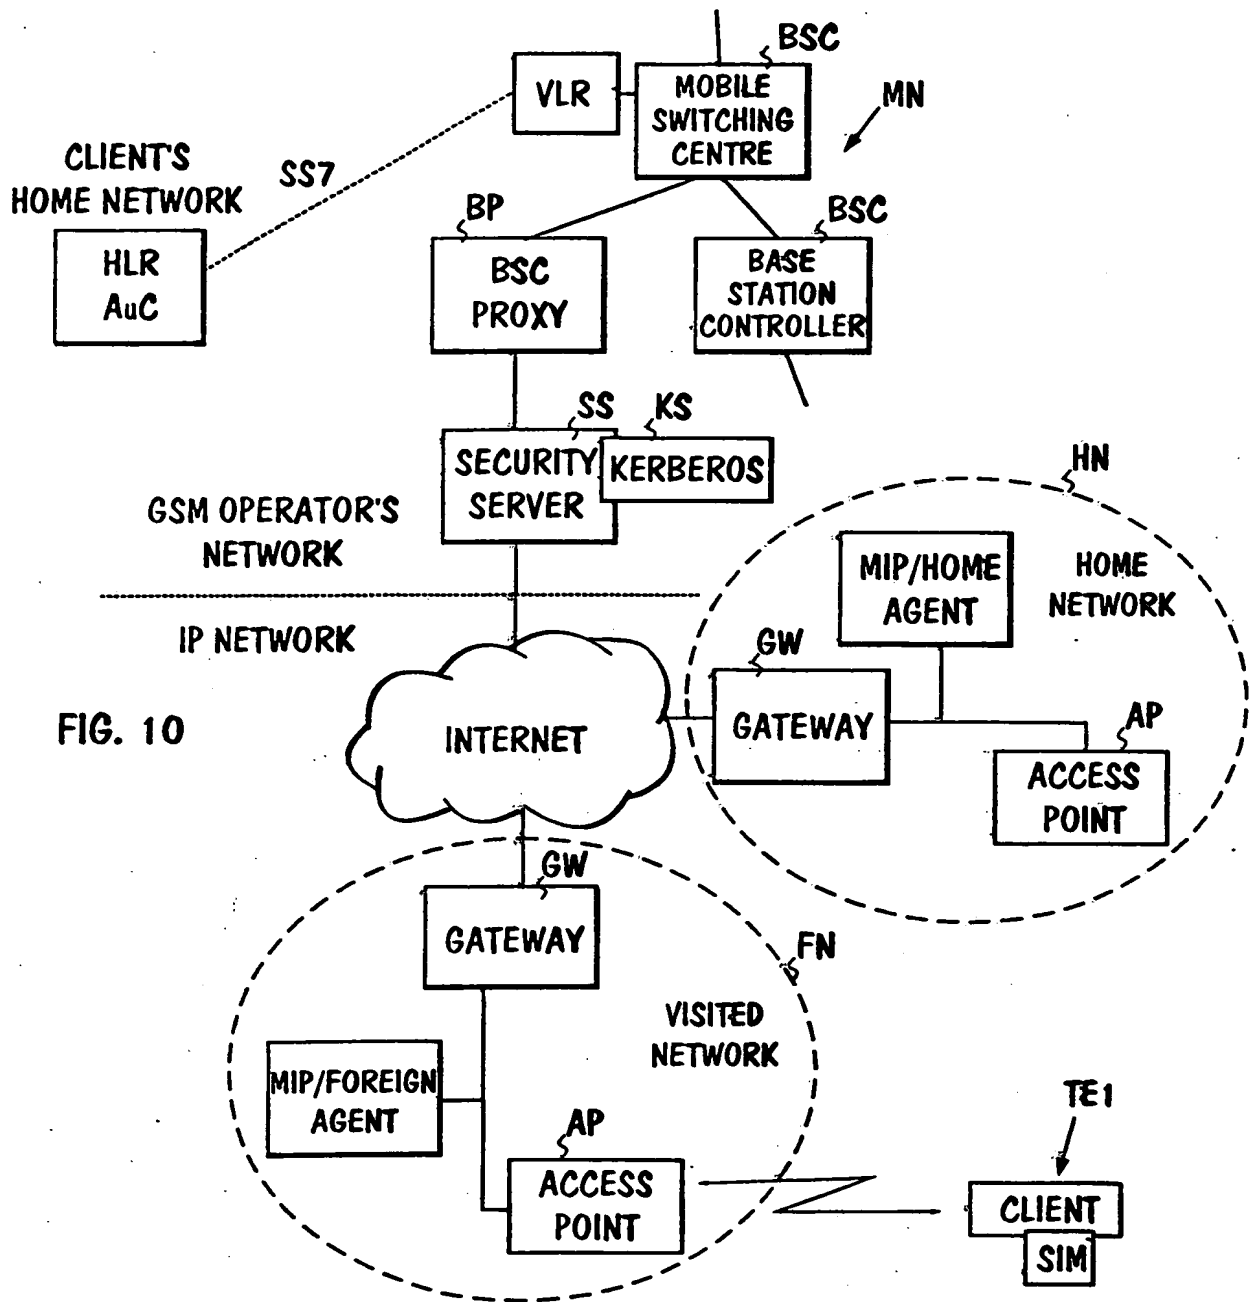 BSC
VLR
MOBILE
SWITCHING
CENTRE
MN
CLIENT'S
HOME NETWORK
SS7
HLR
AuC
BP
BSC
PROXY
BSC
BASE
STATION
CONTROLLER
SS
KS
SECURITY
SERVER
KERBEROS
GSM OPERATOR'S
NETWORK
IP NETWORK
HN
MIP/HOME
AGENT
HOME
NETWORK
GW
GATEWAY
AP
ACCESS
POINT
FIG. 10
INTERNET
GW
GATEWAY
FN
VISITED
NETWORK
MIP/FOREIGN
AGENT
AP
ACCESS
POINT
TE1
CLIENT
SIM